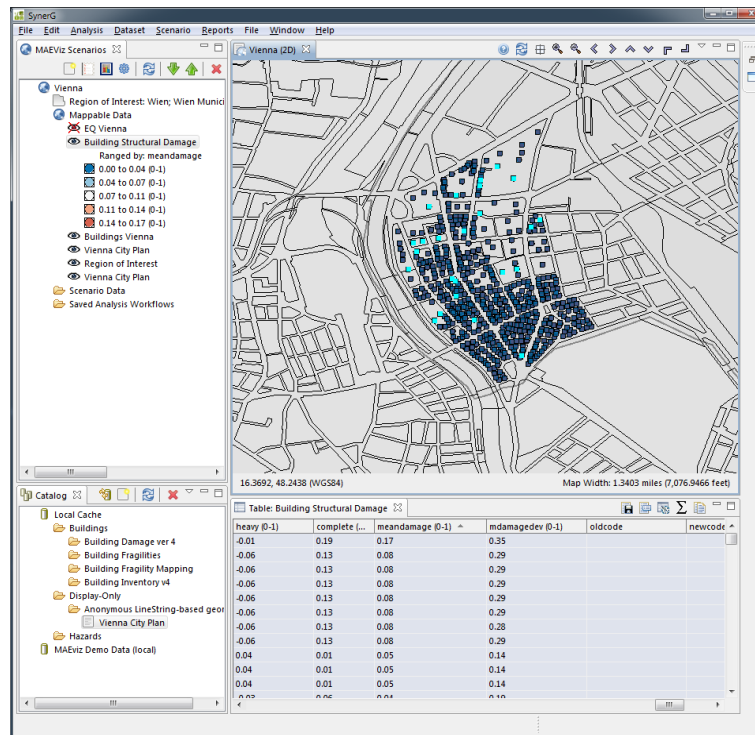 SynerG
File Edit Analysis Dataset Scenario Reports File Window Help
MAEViz Scenarios
Vienna
Region of Interest: Wien; Wien Munici
Mappable Data
EQ Vienna
Building Structural Damage
Ranged by: meandamage
0.00 to 0.04 (0-1)
0.04 to 0.07 (0-1)
0.07 to 0.11 (0-1)
0.11 to 0.14 (0-1)
0.14 to 0.17 (0-1)
Buildings Vienna
Vienna City Plan
Region of Interest
Vienna City Plan
Scenario Data
Saved Analysis Workflows
Vienna (2D)
16.3692, 48.2438 (WGS84) Map Width: 1.3403 miles (7,076.9466 feet)
Catalog
Local Cache
Buildings
Building Damage ver 4
Building Fragilities
Building Fragility Mapping
Building Inventory v4
Display-Only
Anonymous LineString-based geor
Vienna City Plan
Hazards
MAEviz Demo Data (local)
Table: Building Structural Damage
heavy (0-1) complete (... meandamage (0-1) mdamagedev (0-1) oldcode newcode
-0.01 0.19 0.17 0.35
-0.06 0.13 0.08 0.29
-0.06 0.13 0.08 0.29
-0.06 0.13 0.08 0.29
-0.06 0.13 0.08 0.29
-0.06 0.13 0.08 0.28
-0.06 0.13 0.08 0.29
0.04 0.01 0.05 0.14
0.04 0.01 0.05 0.14
0.04 0.01 0.05 0.14